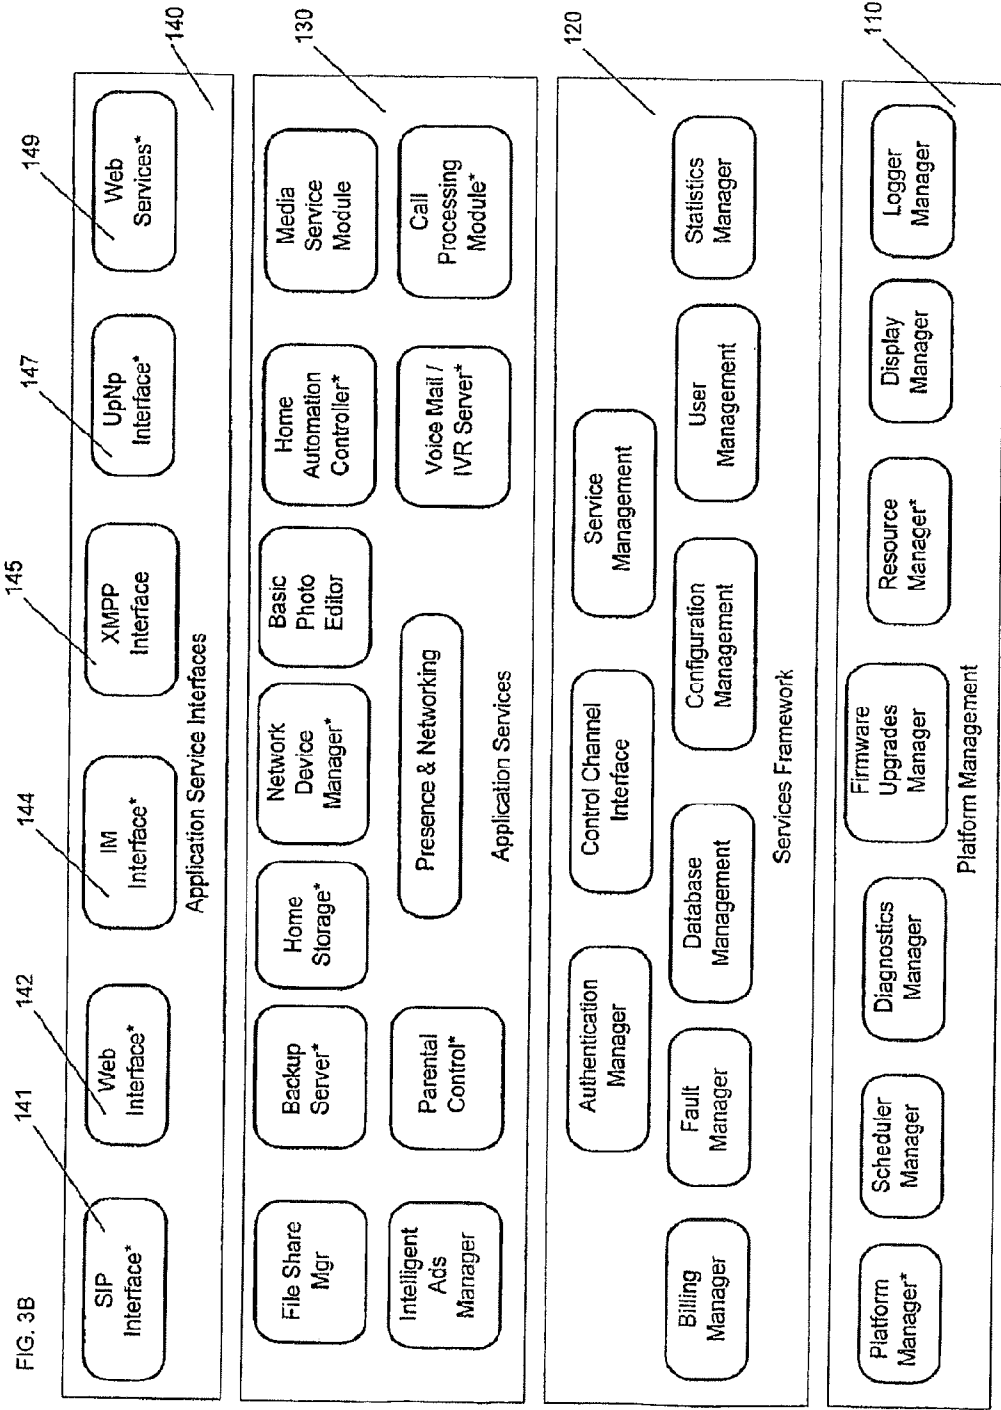 FIG. 3B
141
142
144
145
147
149
140
SIP
Interface*
Web
Interface*
IM
Interface*
XMPP
Interface
UpNp
Interface*
Web
Services*
Application Service Interfaces
130
File Share
Mgr
Backup
Server*
Home
Storage*
Network
Device
Manager*
Basic
Photo
Editor
Home
Automation
Controller*
Media
Service
Module
Intelligent
Ads
Manager
Parental
Control*
Presence & Networking
Voice Mail /
IVR Server*
Call
Processing
Module*
Application Services
120
Authentication
Manager
Control Channel
Interface
Service
Management
Billing
Manager
Fault
Manager
Database
Management
Configuration
Management
User
Management
Statistics
Manager
Services Framework
110
Platform
Manager*
Scheduler
Manager
Diagnostics
Manager
Firmware
Upgrades
Manager
Resource
Manager*
Display
Manager
Logger
Manager
Platform Management